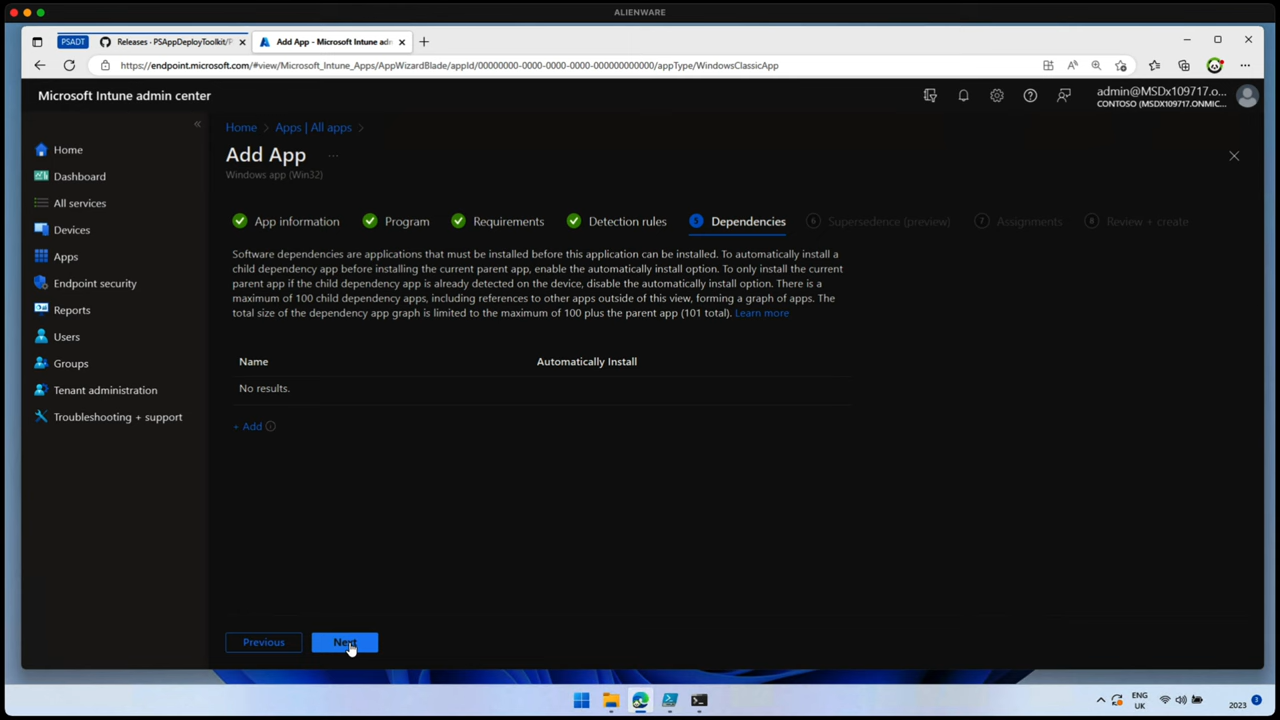 ALIENWARE
PSADT
Releases · PSAppDeployToolkit/P
Add App - Microsoft Intune adm
https://endpoint.microsoft.com/#view/Microsoft_Intune_Apps/AppWizardBlade/appId/00000000-0000-0000-0000-000000000000/appType/WindowsClassicApp
Microsoft Intune admin center
admin@MSDx109717.o...
CONTOSO (MSDX109717.ONMIC...
Home
Dashboard
All services
Devices
Apps
Endpoint security
Reports
Users
Groups
Tenant administration
Troubleshooting + support
Home > Apps | All apps >
Add App ...
Windows app (Win32)
App information
Program
Requirements
Detection rules
5 Dependencies
6 Supersedence (preview)
7 Assignments
8 Review + create
Software dependencies are applications that must be installed before this application can be installed. To automatically install a
child dependency app before installing the current parent app, enable the automatically install option. To only install the current
parent app if the child dependency app is already detected on the device, disable the automatically install option. There is a
maximum of 100 child dependency apps, including references to other apps outside of this view, forming a graph of apps. The
total size of the dependency app graph is limited to the maximum of 100 plus the parent app (101 total). Learn more
Name
Automatically Install
No results.
+ Add
Previous
Next
ENG
UK
2023